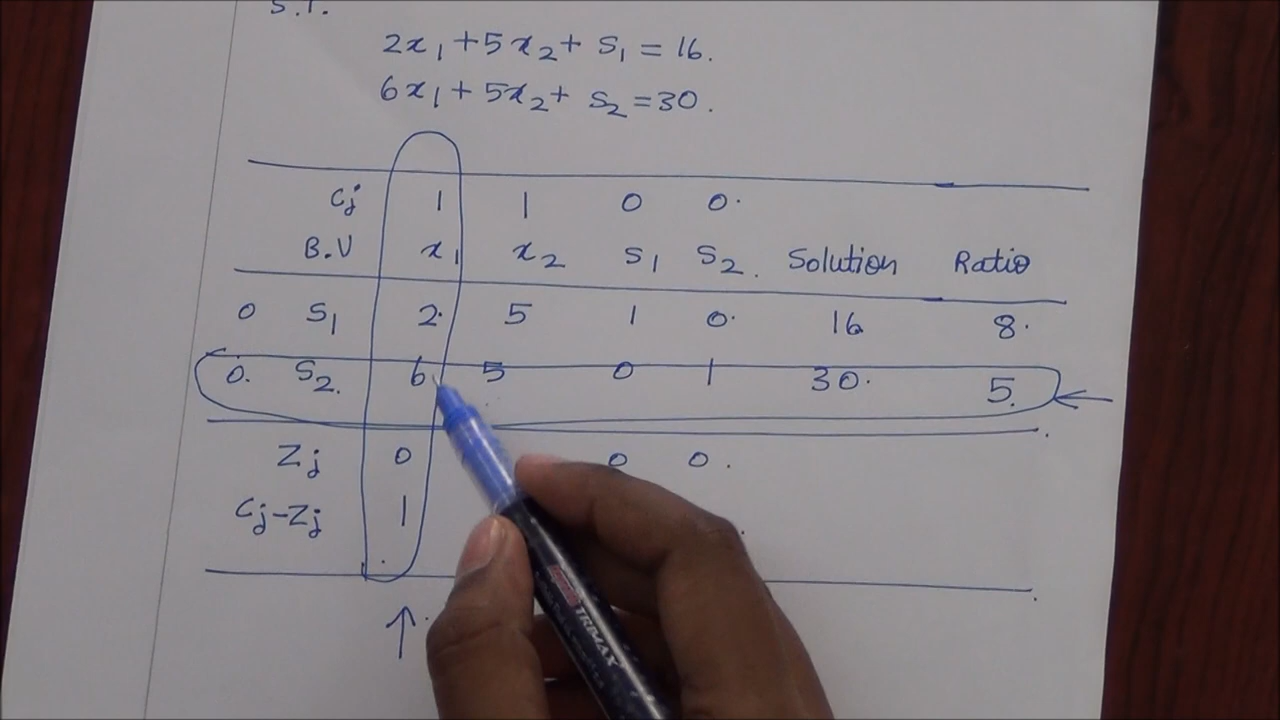 S.T.
2x₁ + 5x₂ + S₁ = 16.
6x₁ + 5x₂ + S₂ = 30.
Cj 1 1 0 0.
B.V x₁ x₂ S₁ S₂. Solution Ratio
0 S₁ 2. 5 1 0. 16 8.
0. S₂. 6 5 0 1 30. 5.
Zj 0 0 0.
Cj-Zj 1
TRIMAX